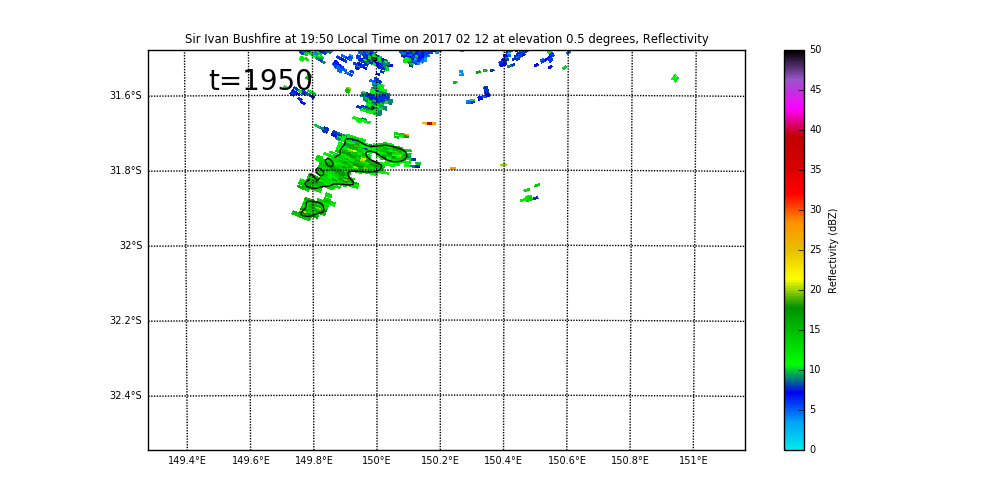 Sir Ivan Bushfire at 19:50 Local Time on 2017 02 12 at elevation 0.5 degrees, Reflectivity
t=1950
31.6°S
31.8°S
32°S
32.2°S
32.4°S
149.4°E 149.6°E 149.8°E 150°E 150.2°E 150.4°E 150.6°E 150.8°E 151°E
50
45
40
35
30
25
20
15
10
5
0
Reflectivity (dBZ)